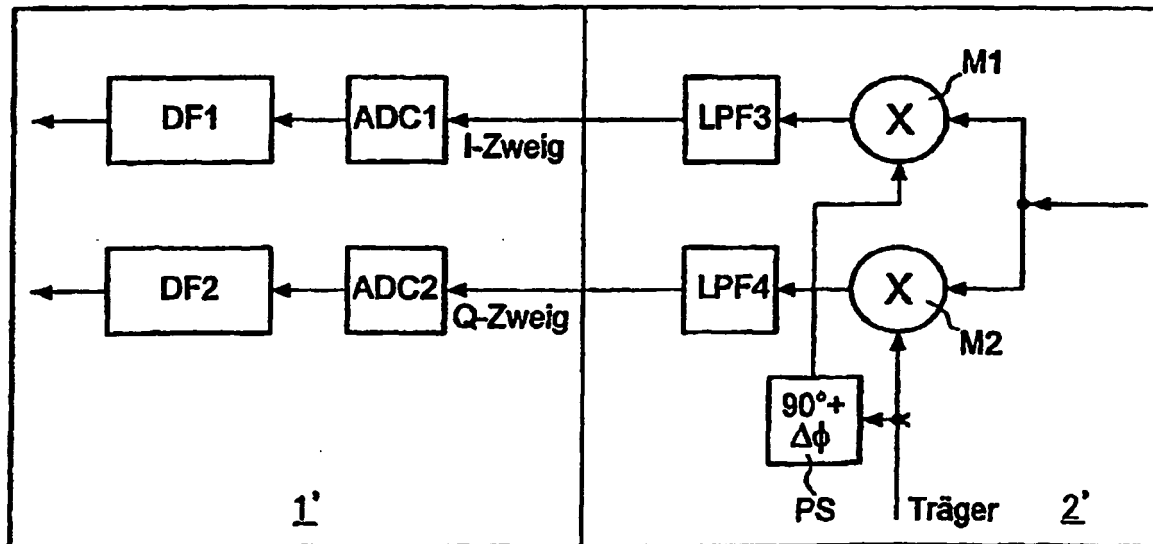 M1
DF1
ADC1
LPF3
X
I-Zweig
DF2
ADC2
LPF4
X
Q-Zweig
M2
90°+
Δϕ
PS
Träger
1'
2'